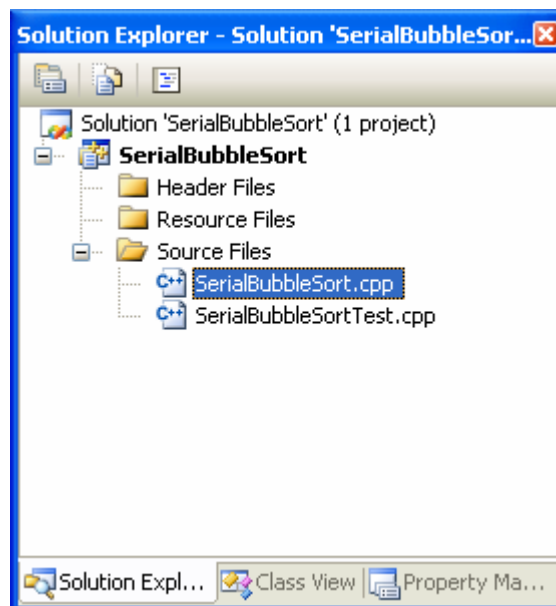 Solution Explorer - Solution 'SerialBubbleSor...
Solution 'SerialBubbleSort' (1 project)
SerialBubbleSort
Header Files
Resource Files
Source Files
C++ SerialBubbleSort.cpp
C++ SerialBubbleSortTest.cpp
Solution Expl... Class View Property Ma...